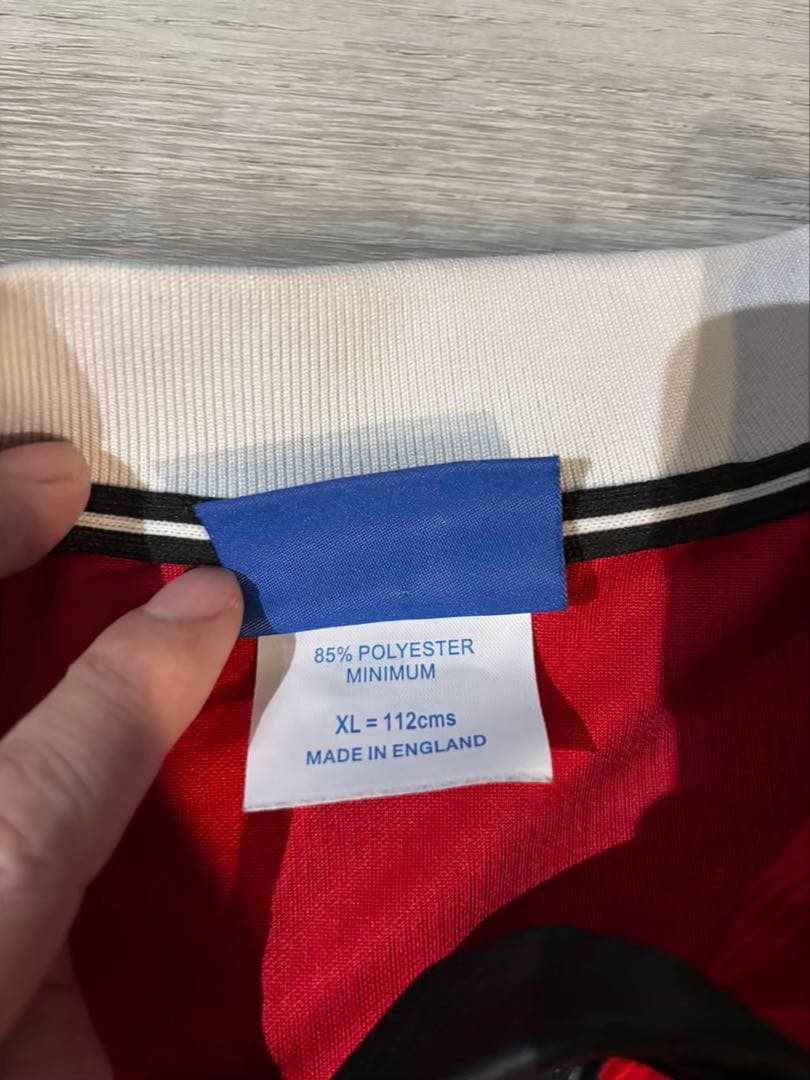 85% POLYESTER
MINIMUM
XL = 112cms
MADE IN ENGLAND